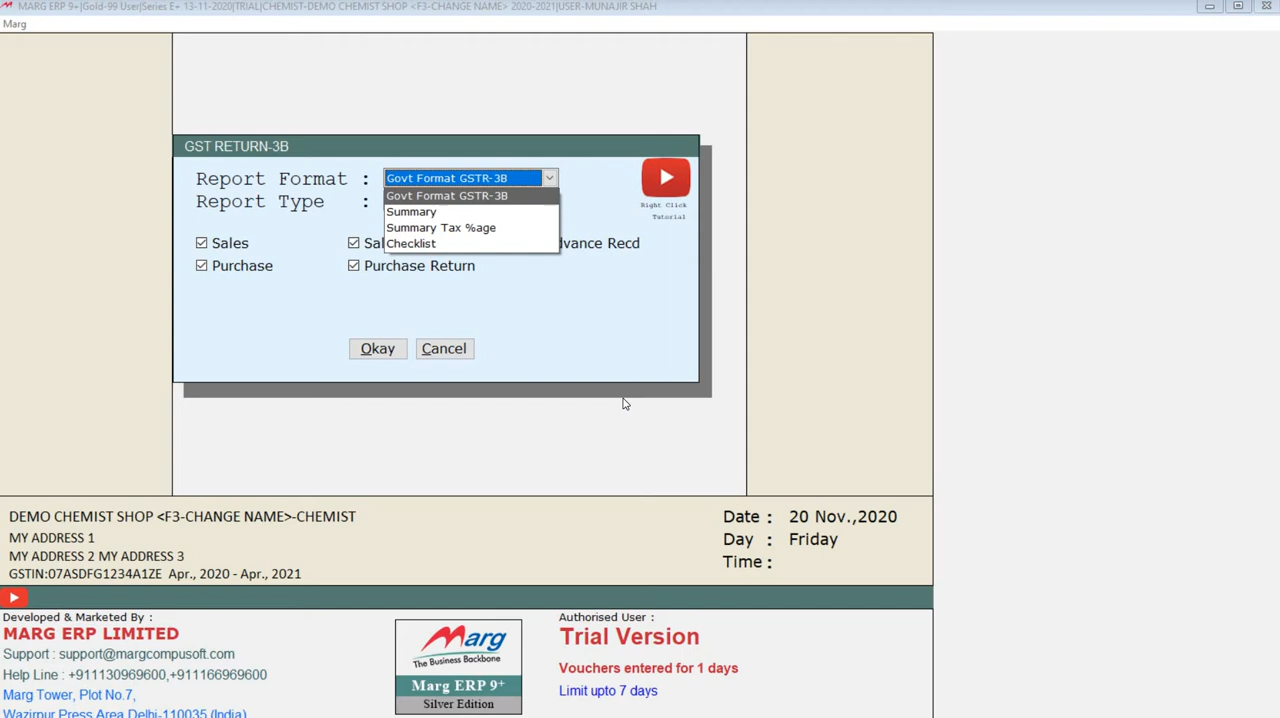 MARG ERP 9+|Gold-99 User|Series E+ 13-11-2020|TRIAL|CHEMIST-DEMO CHEMIST SHOP <F3-CHANGE NAME> 2020-2021|USER-MUNAJIR SHAH
Marg
GST RETURN-3B
Report Format : Govt Format GSTR-3B
Govt Format GSTR-3B
Report Type :
Summary
Summary Tax %age
Checklist
Right Click
Tutorial
Sales
Purchase Purchase Return
Recd
Okay Cancel
DEMO CHEMIST SHOP <F3-CHANGE NAME>-CHEMIST
MY ADDRESS 1
MY ADDRESS 2 MY ADDRESS 3
GSTIN:07ASDFG1234A1ZE Apr., 2020 - Apr., 2021
Date : 20 Nov.,2020
Day : Friday
Time :
Developed & Marketed By :
MARG ERP LIMITED
Support : support@margcompusoft.com
Help Line : +911130969600,+911166969600
Marg Tower, Plot No.7,
Wazirpur Press Area Delhi-110035 (India)
Marg
The Business Backbone
Marg ERP 9+
Silver Edition
Authorised User :
Trial Version
Vouchers entered for 1 days
Limit upto 7 days